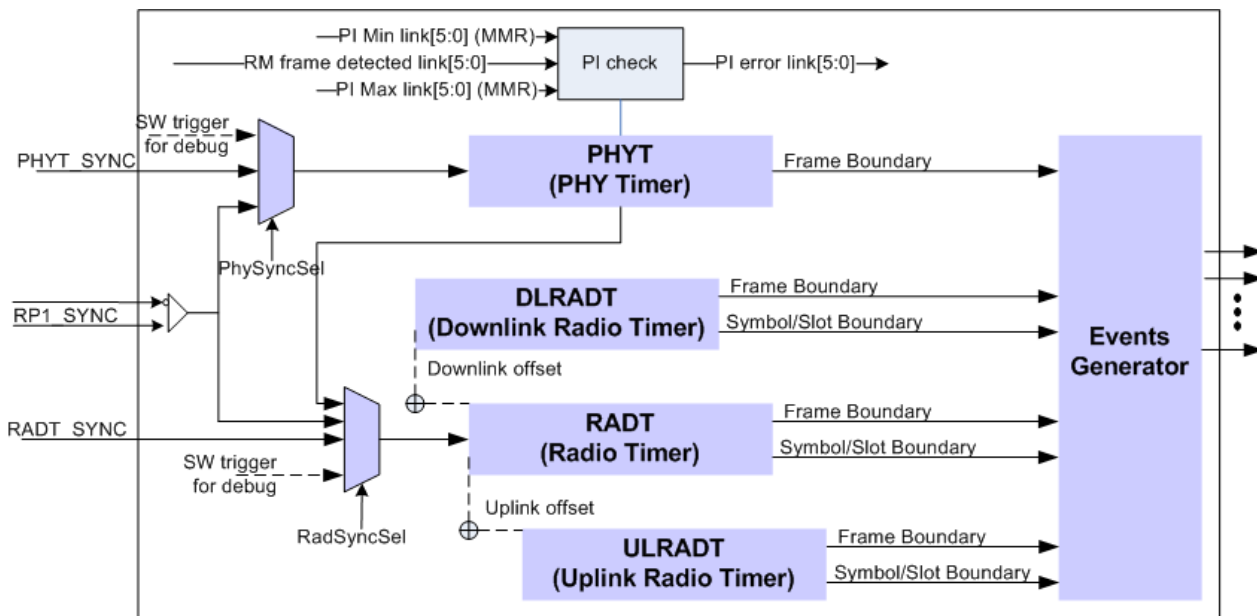 PI Min link[5:0] (MMR)
RM frame detected link[5:0]
PI Max link[5:0] (MMR)
PI check
PI error link[5:0]
SW trigger
for debug
PHYT_SYNC
PhySyncSel
PHYT
(PHY Timer)
Frame Boundary
RP1_SYNC
DLRADT
(Downlink Radio Timer)
Frame Boundary
Symbol/Slot Boundary
Downlink offset
Events
Generator
RADT_SYNC
SW trigger
for debug
RadSyncSel
RADT
(Radio Timer)
Frame Boundary
Symbol/Slot Boundary
Uplink offset
ULRADT
(Uplink Radio Timer)
Frame Boundary
Symbol/Slot Boundary